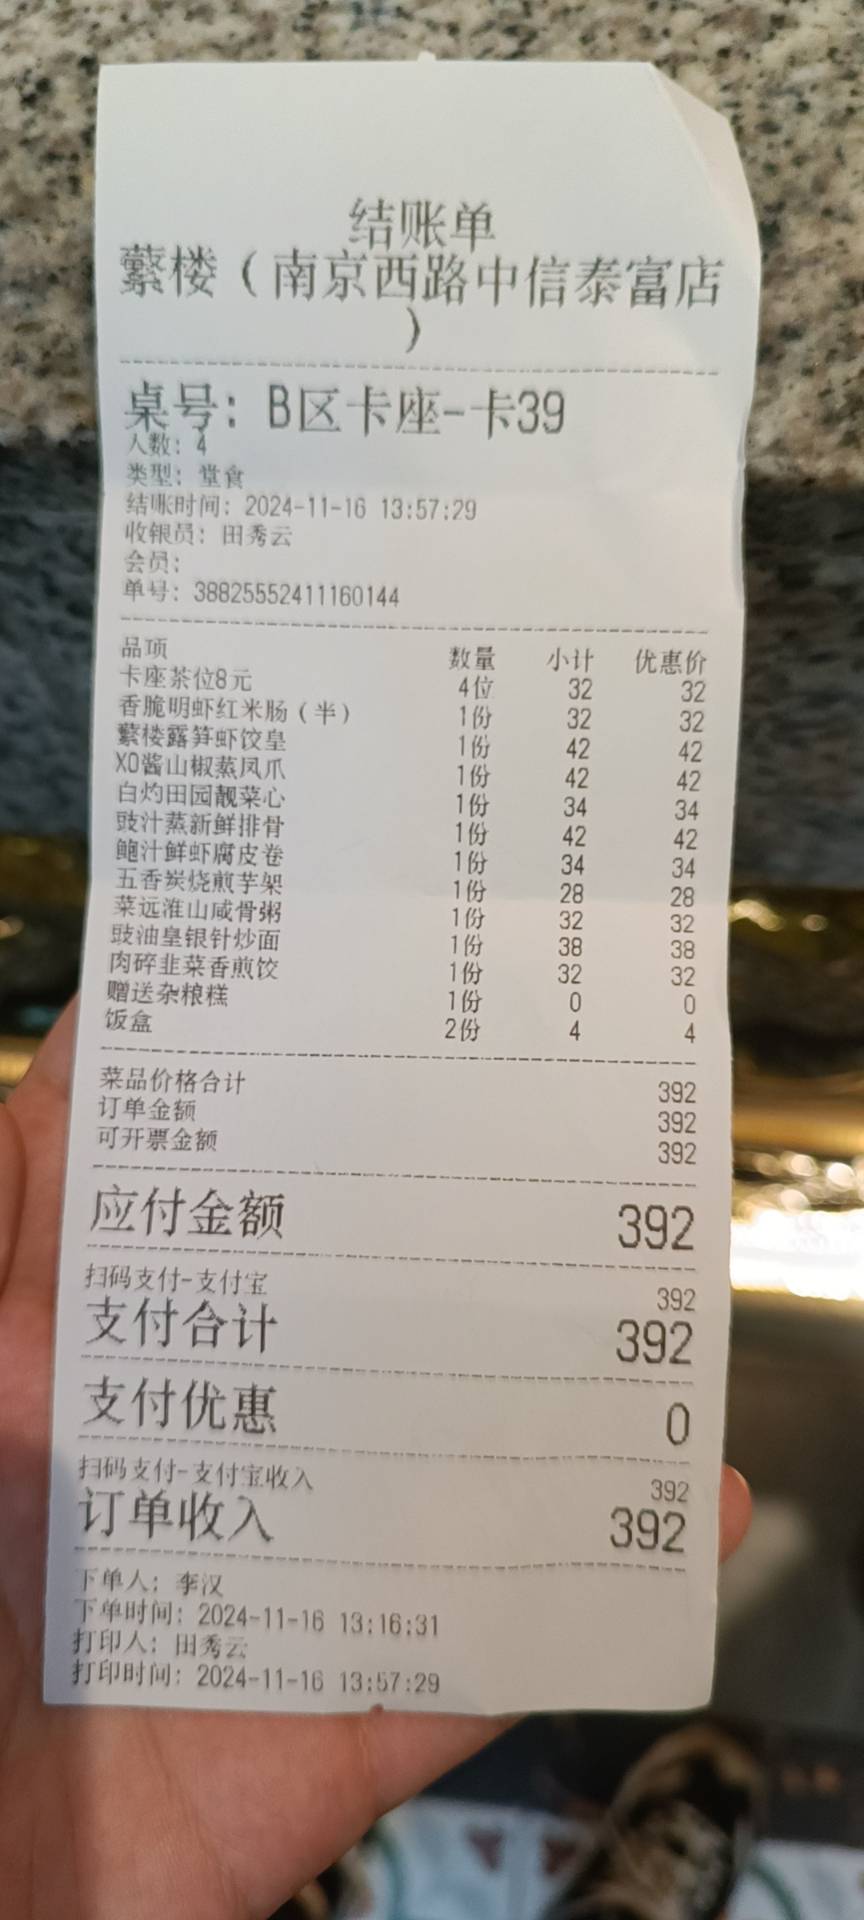 结账单
蘩楼（南京西路中信泰富店
）
桌号：B区卡座-卡39
人数：4
类型：堂食
结账时间：2024-11-16 13:57:29
收银员：田秀云
会员：
单号：38825552411160144
品项 数量 小计 优惠价
卡座茶位8元 4位 32 32
香脆明虾红米肠（半） 1份 32 32
蘩楼露笋虾饺皇 1份 42 42
XO酱山椒蒸凤爪 1份 42 42
白灼田园靓菜心 1份 34 34
豉汁蒸新鲜排骨 1份 42 42
鲍汁鲜虾腐皮卷 1份 34 34
五香炭烧煎芋架 1份 28 28
菜远淮山咸骨粥 1份 32 32
豉油皇银针炒面 1份 38 38
肉碎韭菜香煎饺 1份 32 32
赠送杂粮糕 1份 0 0
饭盒 2份 4 4
菜品价格合计 392
订单金额 392
可开票金额 392
应付金额 392
扫码支付-支付宝 392
支付合计 392
支付优惠 0
扫码支付-支付宝收入 392
订单收入 392
下单人：李汉
下单时间：2024-11-16 13:16:31
打印人：田秀云
打印时间：2024-11-16 13:57:29